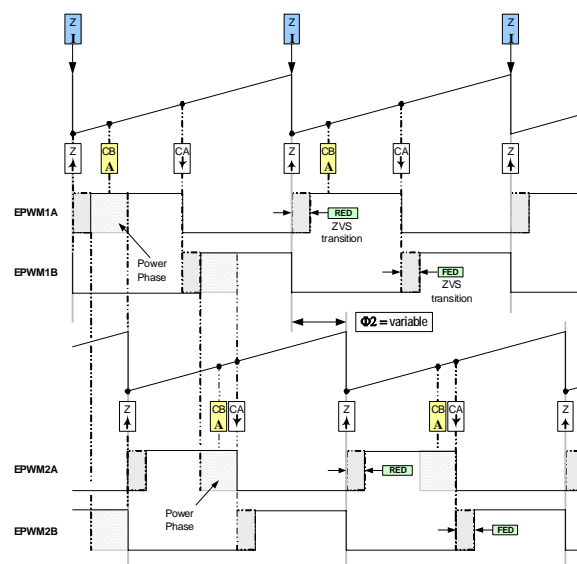 Z Z Z
I I I
Z CB CA Z CB CA Z
A A
EPWM1A
RED
ZVS
transition
Power
Phase
EPWM1B
FED
ZVS
transition
Φ2 = variable
Z CB CA Z CB CA Z
A A
EPWM2A
RED
Power
Phase
EPWM2B
FED